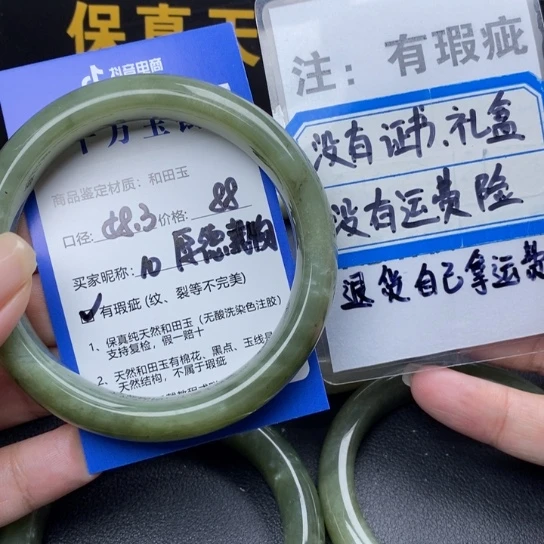 保真天
抖音电商
商品鉴定材质：和田玉
口径: 58.3 价格: 88
买家昵称: 10 厚德载物
有瑕疵 (纹、裂等不完美)
1、保真纯天然和田玉（无酸洗染色注胶）
支持复检，假一赔十
2、天然和田玉有棉花、黑点、玉线是
天然结构，不属于瑕疵
注：有瑕疵
没有证书、礼盒
没有运费险
退货自己拿运费